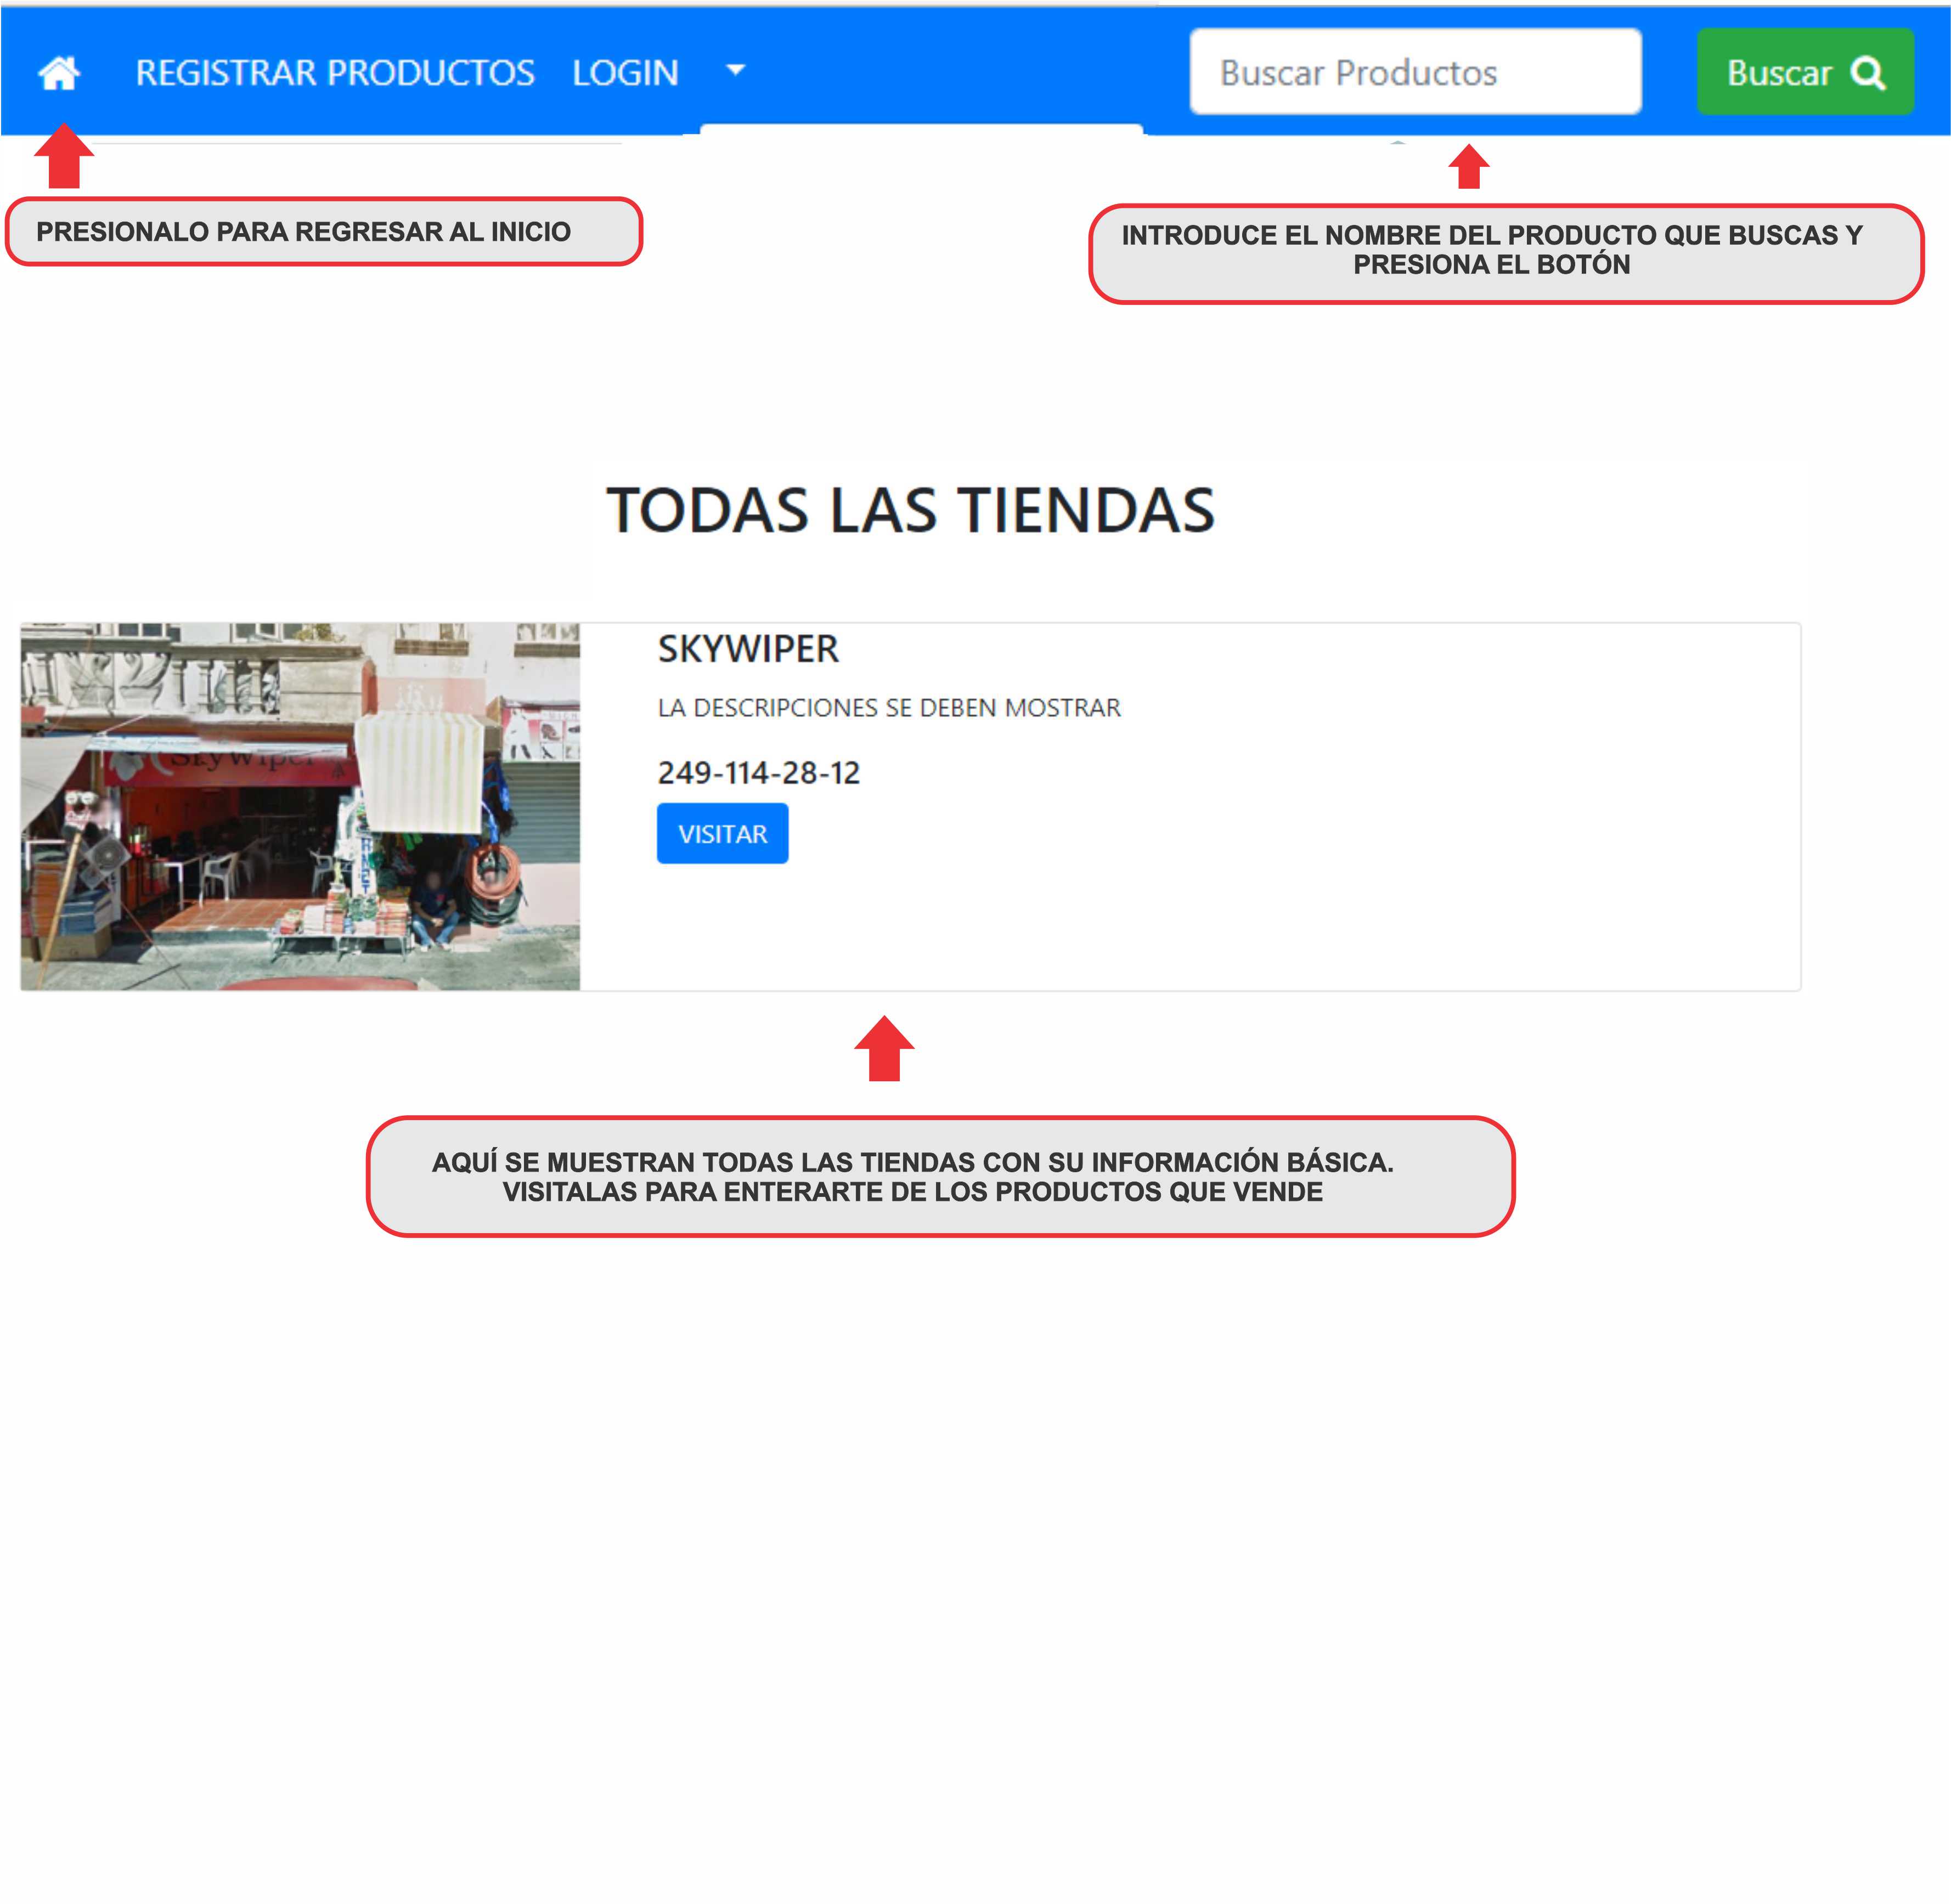 REGISTRAR PRODUCTOS LOGIN
Buscar Productos
Buscar
PRESIONALO PARA REGRESAR AL INICIO
INTRODUCE EL NOMBRE DEL PRODUCTO QUE BUSCAS Y
PRESIONA EL BOTÓN
TODAS LAS TIENDAS
Skywiper
SKYWIPER
LA DESCRIPCIONES SE DEBEN MOSTRAR
249-114-28-12
VISITAR
AQUÍ SE MUESTRAN TODAS LAS TIENDAS CON SU INFORMACIÓN BÁSICA.
VISITALAS PARA ENTERARTE DE LOS PRODUCTOS QUE VENDE